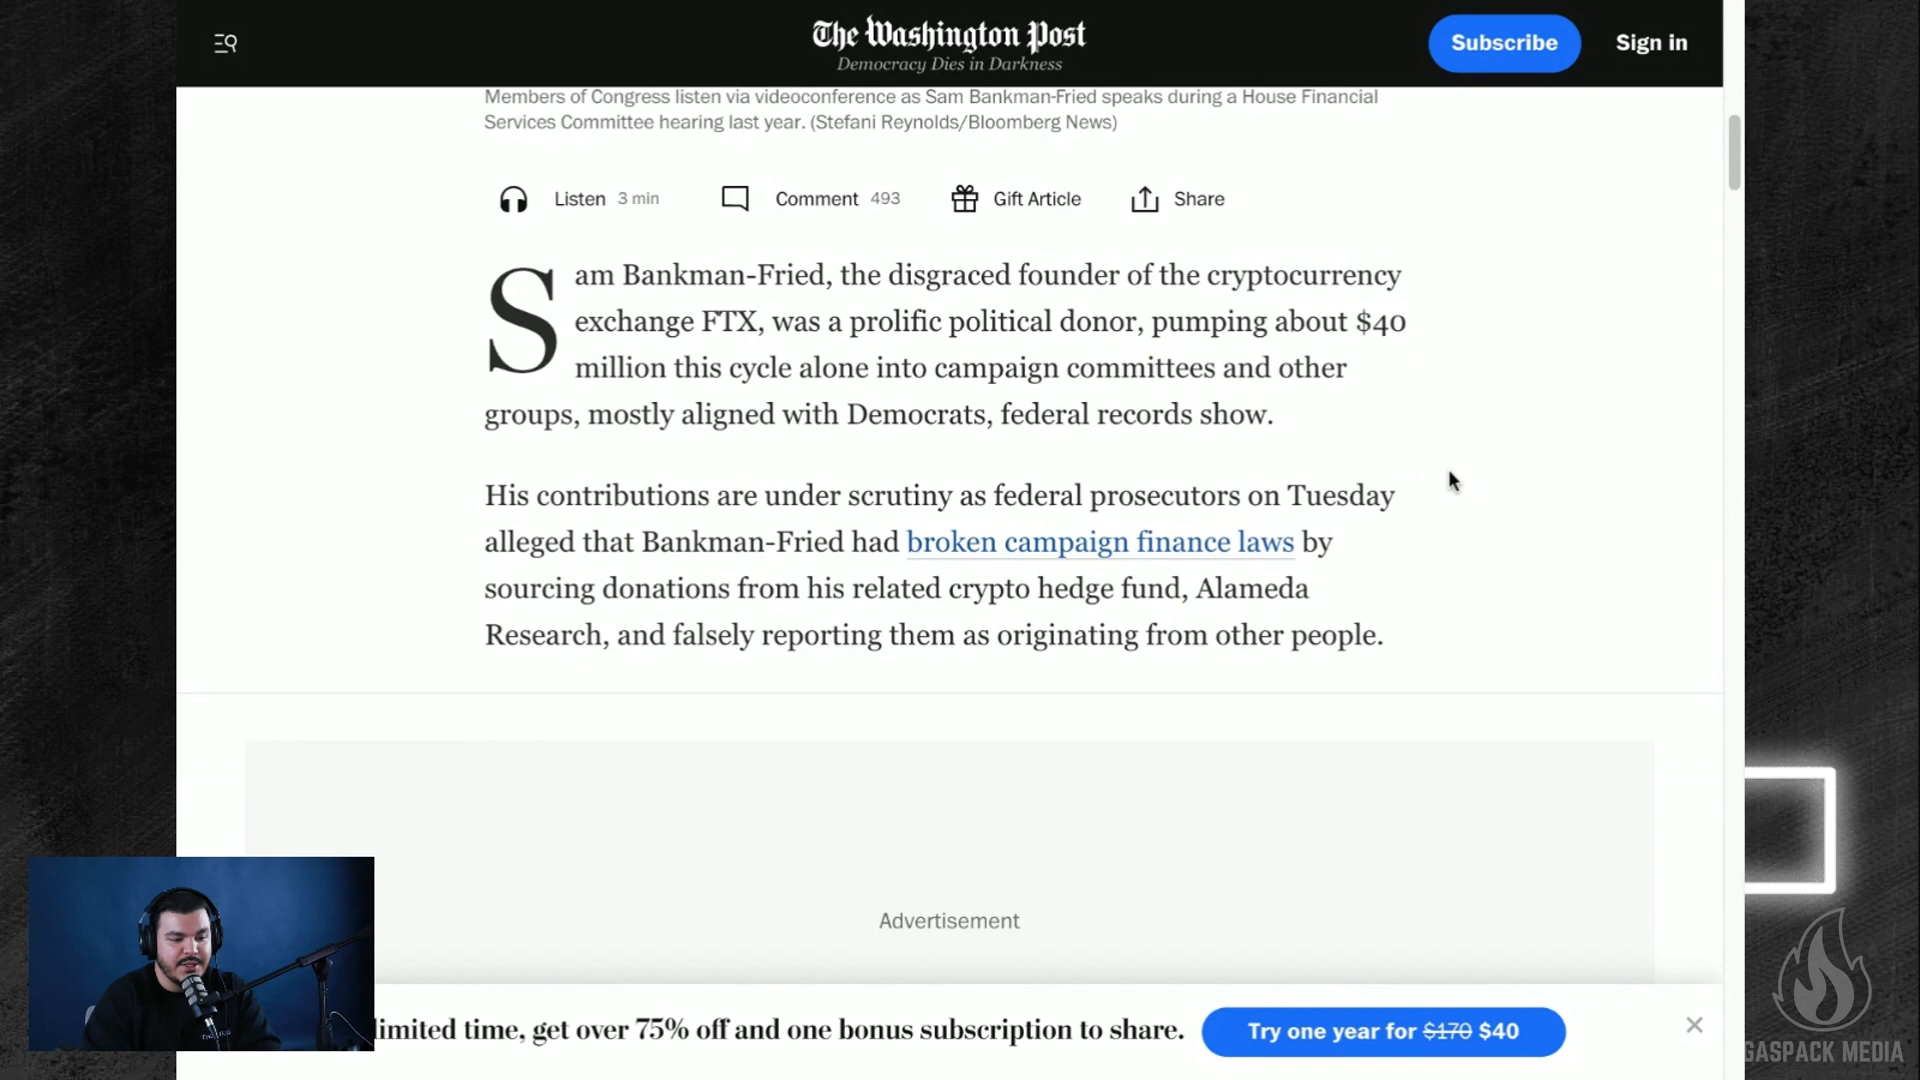 The Washington Post
Democracy Dies in Darkness
Subscribe
Sign in
Members of Congress listen via videoconference as Sam Bankman-Fried speaks during a House Financial
Services Committee hearing last year. (Stefani Reynolds/Bloomberg News)
Listen 3 min
Comment 493
Gift Article
Share
Sam Bankman-Fried, the disgraced founder of the cryptocurrency
exchange FTX, was a prolific political donor, pumping about $40
million this cycle alone into campaign committees and other
groups, mostly aligned with Democrats, federal records show.
His contributions are under scrutiny as federal prosecutors on Tuesday
alleged that Bankman-Fried had broken campaign finance laws by
sourcing donations from his related crypto hedge fund, Alameda
Research, and falsely reporting them as originating from other people.
Advertisement
limited time, get over 75% off and one bonus subscription to share.
Try one year for $170 $40
GASPACK MEDIA